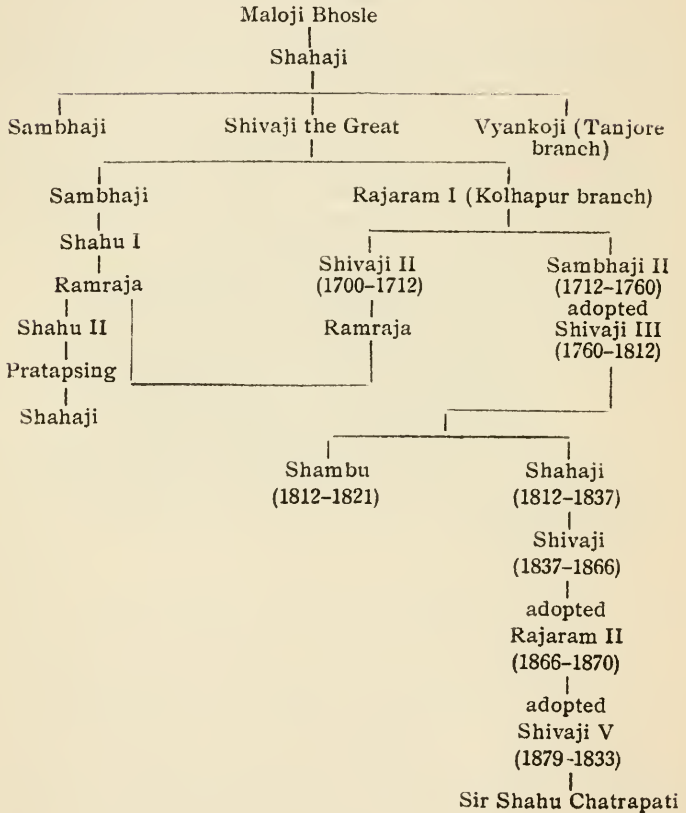 Maloji Bhosle
Shahaji
Sambhaji Shivaji the Great Vyankoji (Tanjore
branch)
Sambhaji Rajaram I (Kolhapur branch)
Shahu I
Ramraja
Shahu II
Pratapsing
Shahaji
Shivaji II
(1700–1712)
Ramraja
Sambhaji II
(1712–1760)
adopted
Shivaji III
(1760–1812)
Shambu
(1812–1821)
Shahaji
(1812–1837)
Shivaji
(1837–1866)
adopted
Rajaram II
(1866–1870)
adopted
Shivaji V
(1879-1833)
Sir Shahu Chatrapati